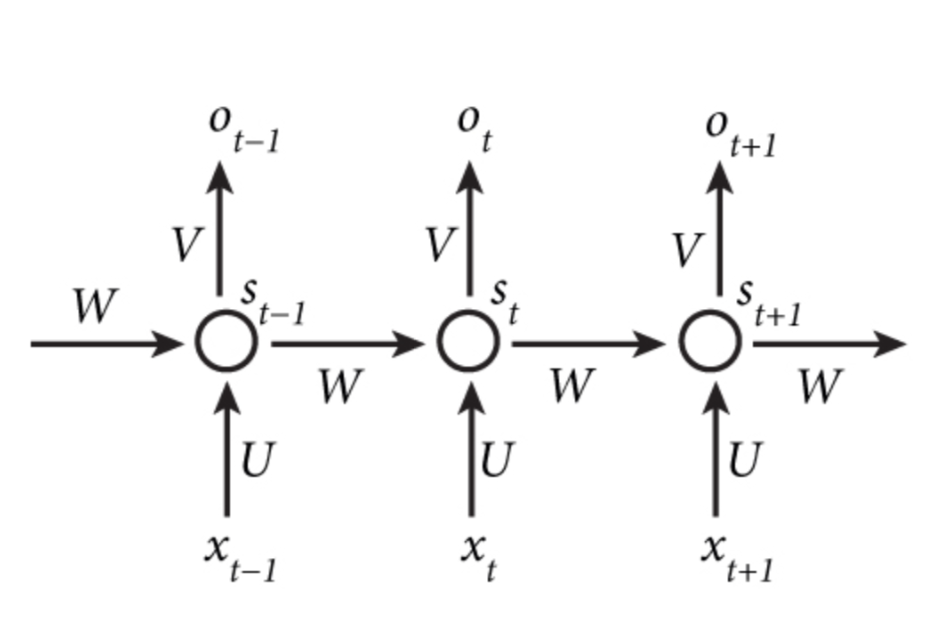 o_{t−1} o_t o_{t+1}
V V V
W s_{t−1} s_t s_{t+1}
W W W
U U U
x_{t−1} x_t x_{t+1}